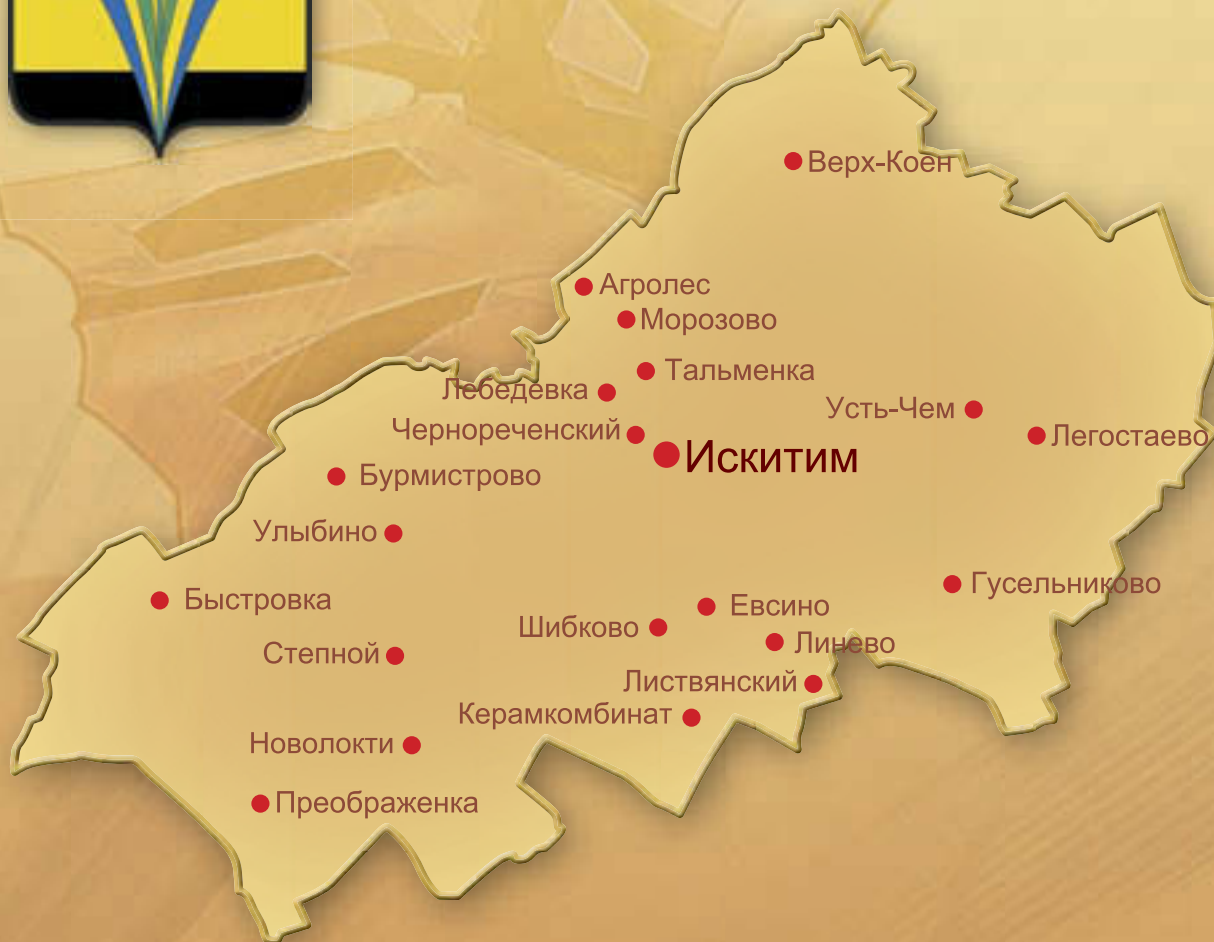 Верх-Коен
Агролес
Морозово
Тальменка
Лебедевка
Усть-Чем
Чернореченский
Легостаево
Искитим
Бурмистрово
Улыбино
Гусельниково
Быстровка
Евсино
Шибково
Линево
Степной
Листвянский
Керамкомбинат
Новолокти
Преображенка